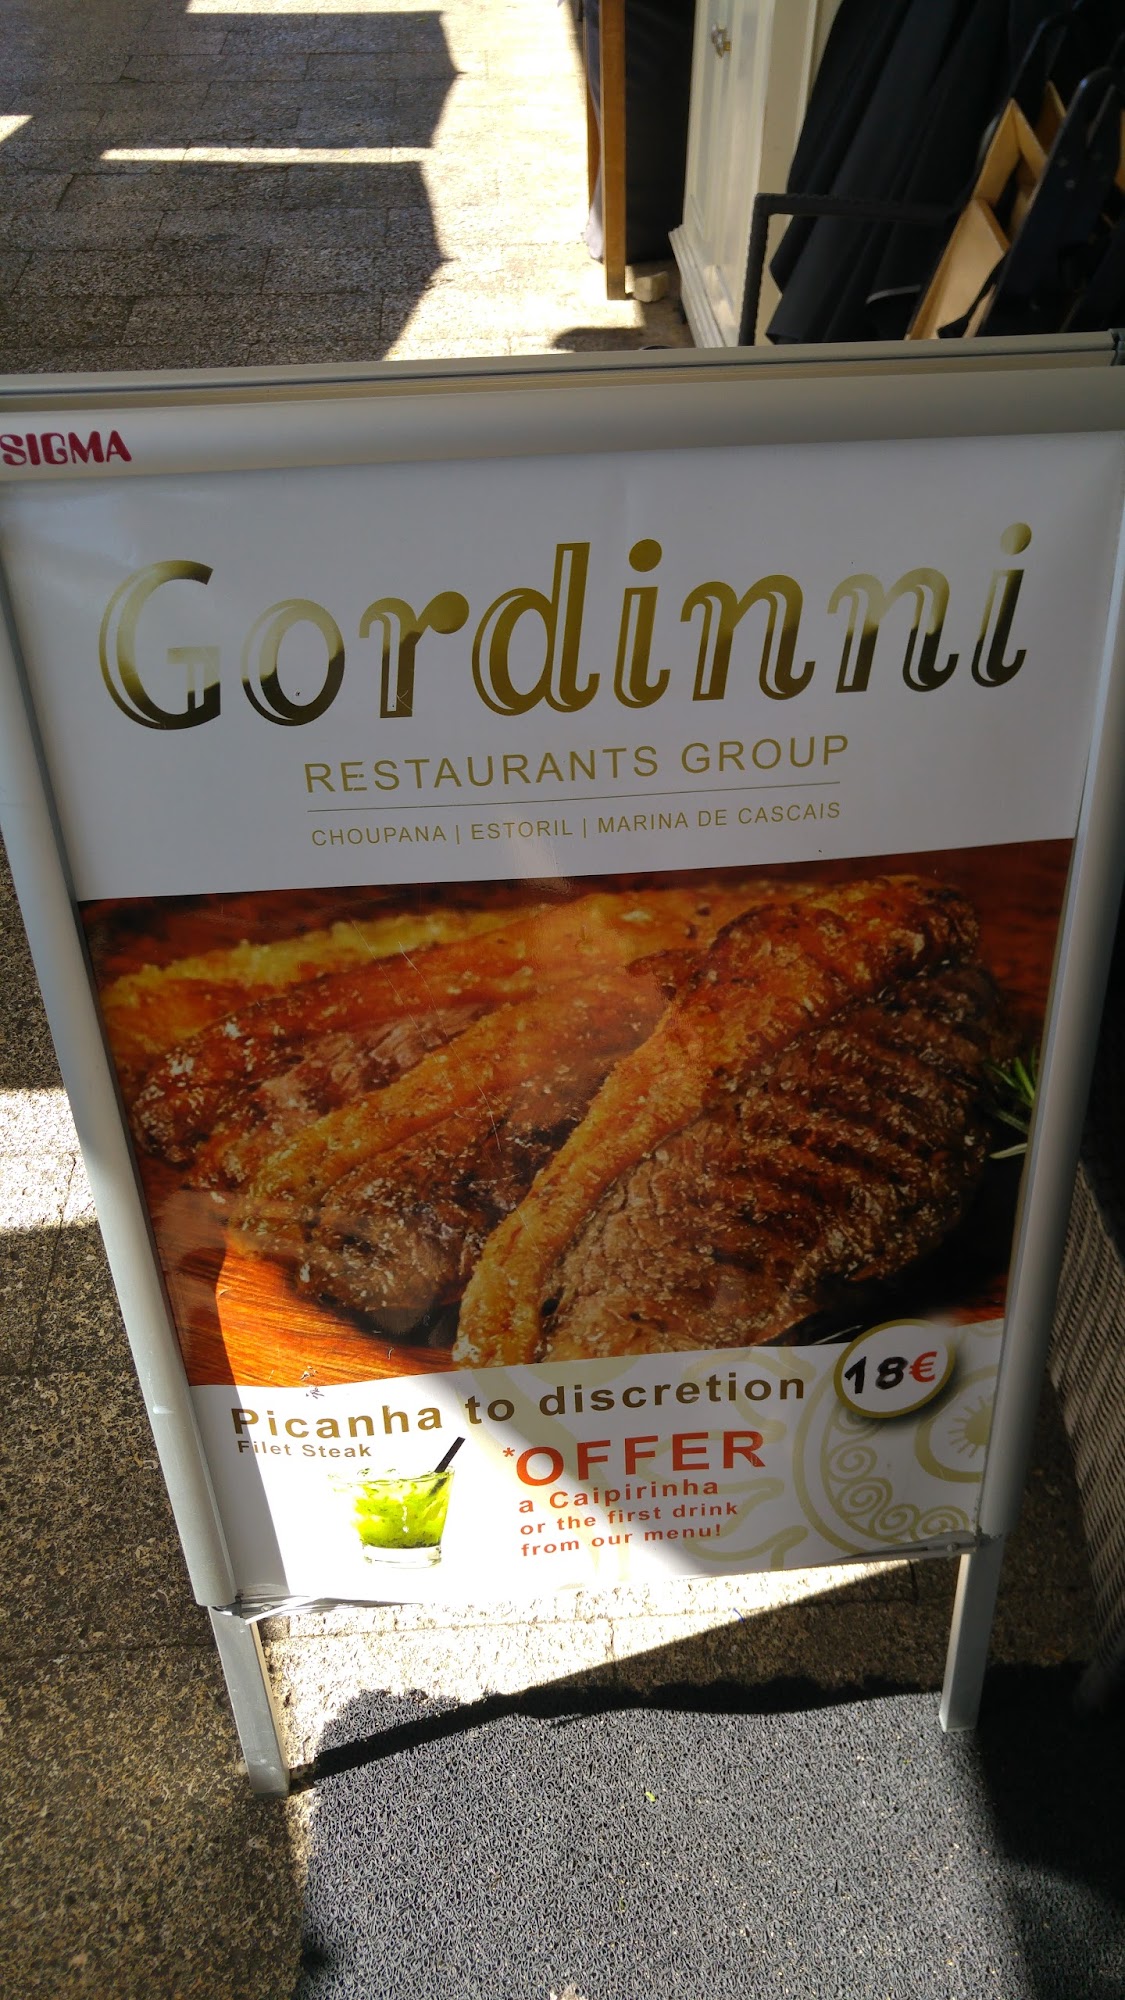 SIGMA
Gordinni
RESTAURANTS GROUP
CHOUPANA | ESTORIL | MARINA DE CASCAIS
Picanha to discretion
18€
Filet Steak
*OFFER
a Caipirinha
or the first drink
from our menu!